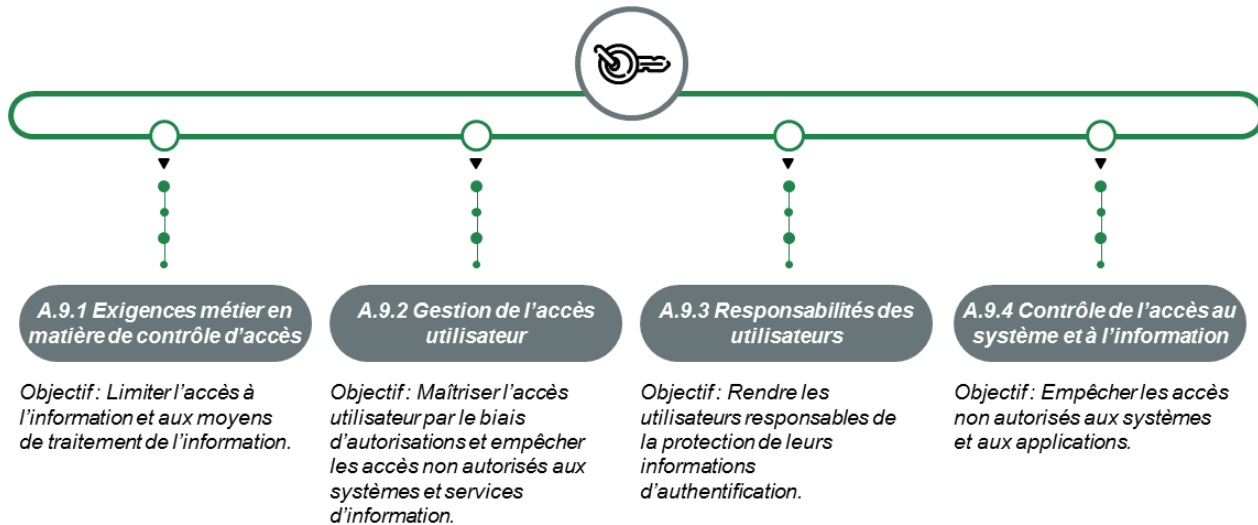 A.9.1 Exigences métier en
matière de contrôle d’accès
Objectif : Limiter l’accès à
l’information et aux moyens
de traitement de l’information.
A.9.2 Gestion de l’accès
utilisateur
Objectif : Maîtriser l’accès
utilisateur par le biais
d’autorisations et empêcher
les accès non autorisés aux
systèmes et services
d’information.
A.9.3 Responsabilités des
utilisateurs
Objectif : Rendre les
utilisateurs responsables de
la protection de leurs
informations
d’authentification.
A.9.4 Contrôle de l’accès au
système et à l’information
Objectif : Empêcher les accès
non autorisés aux systèmes
et aux applications.